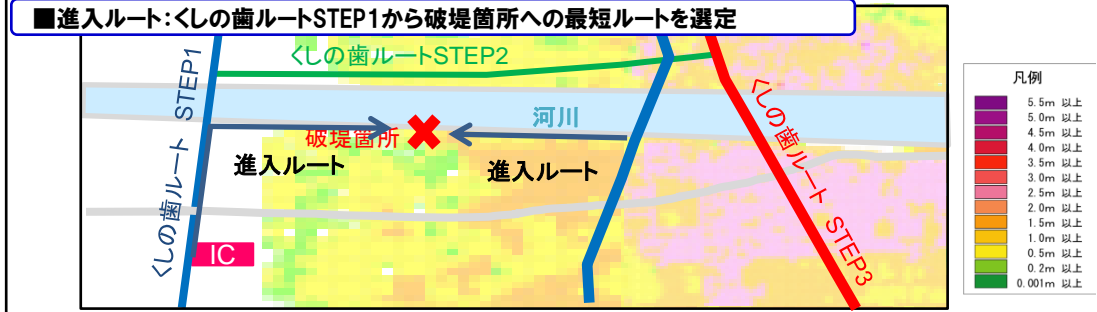 ■進入ルート:くしの歯ルートSTEP1から破堤箇所への最短ルートを選定
くしの歯ルートSTEP2
くしの歯ルート STEP1
河川
破堤箇所
進入ルート
進入ルート
くしの歯ルート STEP3
IC
凡例
5.5m 以上
5.0m 以上
4.5m 以上
4.0m 以上
3.5m 以上
3.0m 以上
2.5m 以上
2.0m 以上
1.5m 以上
1.0m 以上
0.5m 以上
0.2m 以上
0.001m 以上